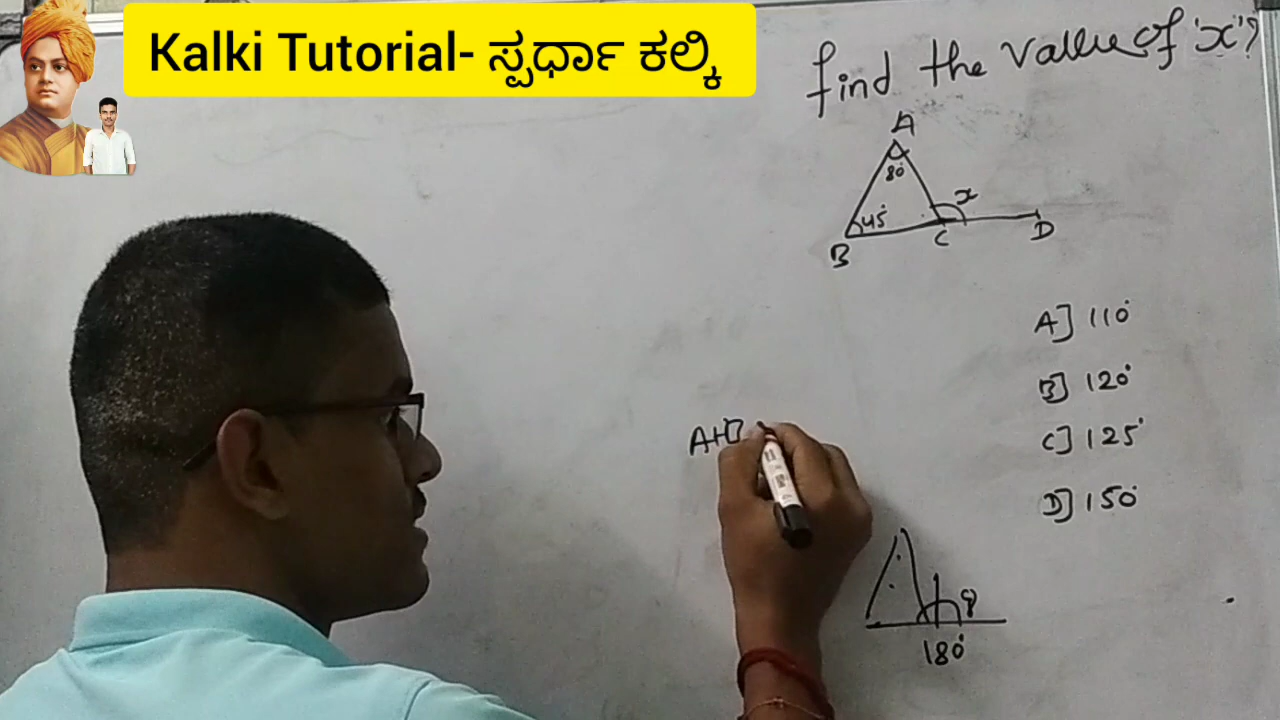 Kalki Tutorial- ಸ್ಪರ್ಧಾ ಕಲ್ಕಿ
find the value of 'x'?
A
80°
x
45°
B
C
D
A] 110°
B] 120°
C] 125°
D] 150°
A+B
180°